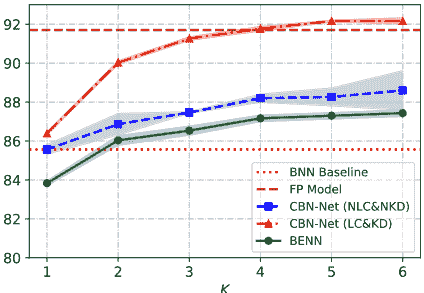 92
90
88
86
84
82
80
1 2 3 4 5 6
K
BNN Baseline
FP Model
CBN-Net (NLC&NKD)
CBN-Net (LC&KD)
BENN